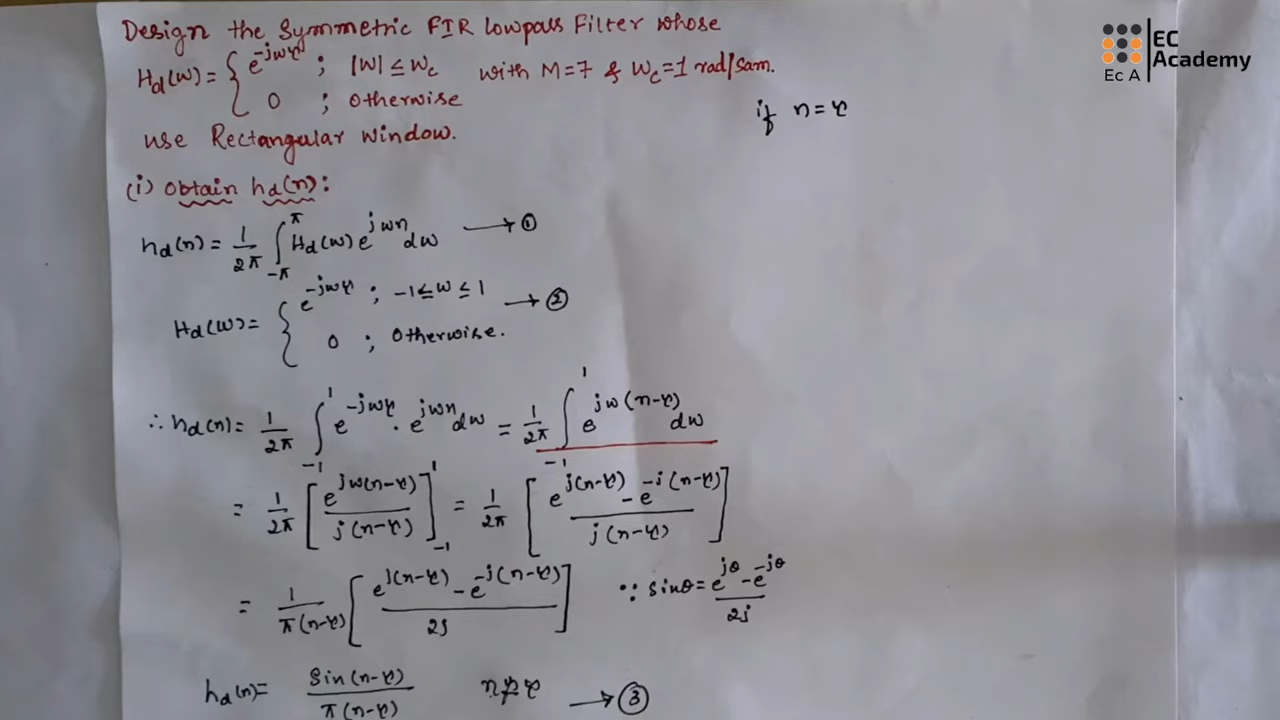 Design the Symmetric FIR Lowpass Filter whose
Hd(w) = { e^-jwτ ; |w| ≤ Wc with M=7 & Wc=1 rad/sam.
0 ; Otherwise
use Rectangular window.
(i) Obtain hd(n):
hd(n) = 1/2π ∫_-π^π Hd(w) e^jwn dw → ①
Hd(w) = { e^-jwτ ; -1≤w≤1 → ②
0 ; Otherwise.
∴ hd(n) = 1/2π ∫_-1^1 e^-jwτ . e^jwn dw = 1/2π ∫_-1^1 e^jw(n-τ) dw
= 1/2π [ e^jw(n-τ) / j(n-τ) ]_-1^1 = 1/2π [ e^j(n-τ) - e^-j(n-τ) / j(n-τ) ]
= 1/π(n-τ) [ e^j(n-τ) - e^-j(n-τ) / 2j ] ∵ sinθ = e^jθ - e^-jθ / 2j
hd(n) = Sin(n-τ) / π(n-τ) n≠τ → ③
if n=τ
EC
Academy
Ec A